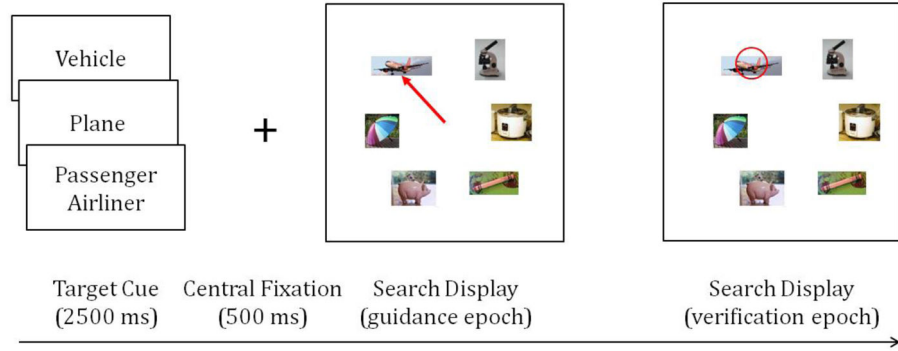 Vehicle
Plane
Passenger
Airliner
+
Target Cue
(2500 ms)
Central Fixation
(500 ms)
Search Display
(guidance epoch)
Search Display
(verification epoch)